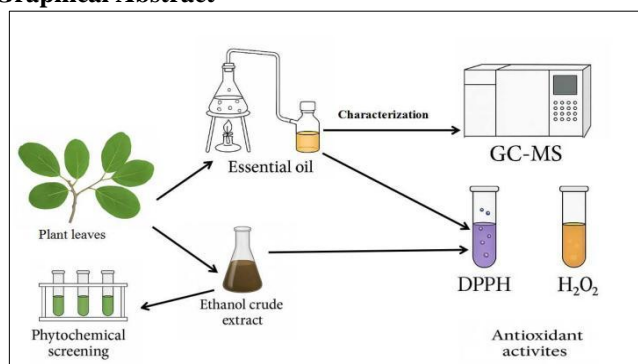 Graphical Abstract
Characterization
Essential oil
GC-MS
Plant leaves
Ethanol crude
extract
DPPH
H₂O₂
Phytochemical
screening
Antioxidant
activites